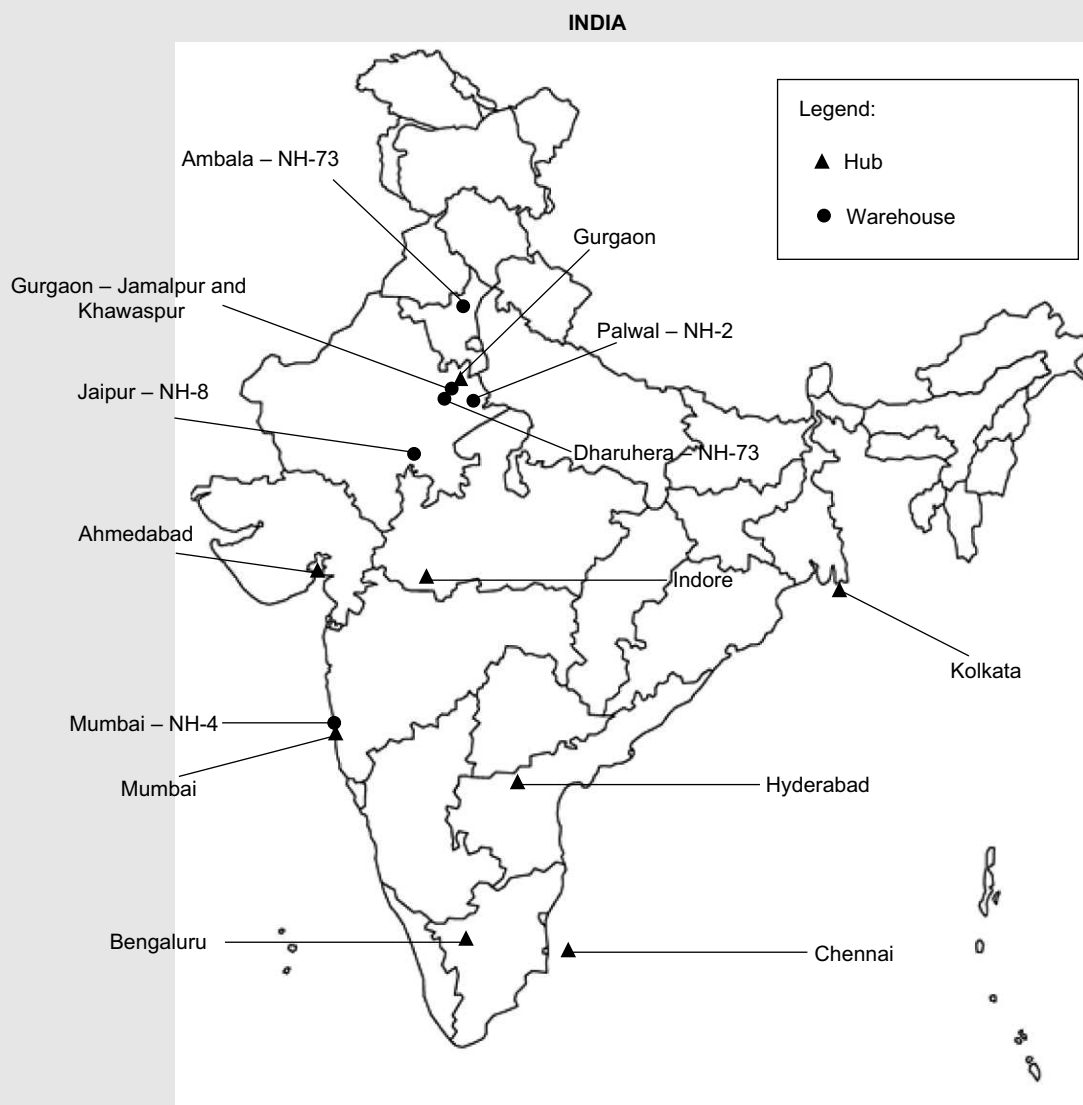 INDIA
Legend:
Hub
Warehouse
Ambala – NH-73
Gurgaon
Gurgaon – Jamalpur and
Khawaspur
Palwal – NH-2
Jaipur – NH-8
Dharuhera – NH-73
Ahmedabad
Indore
Kolkata
Mumbai – NH-4
Mumbai
Hyderabad
Bengaluru
Chennai